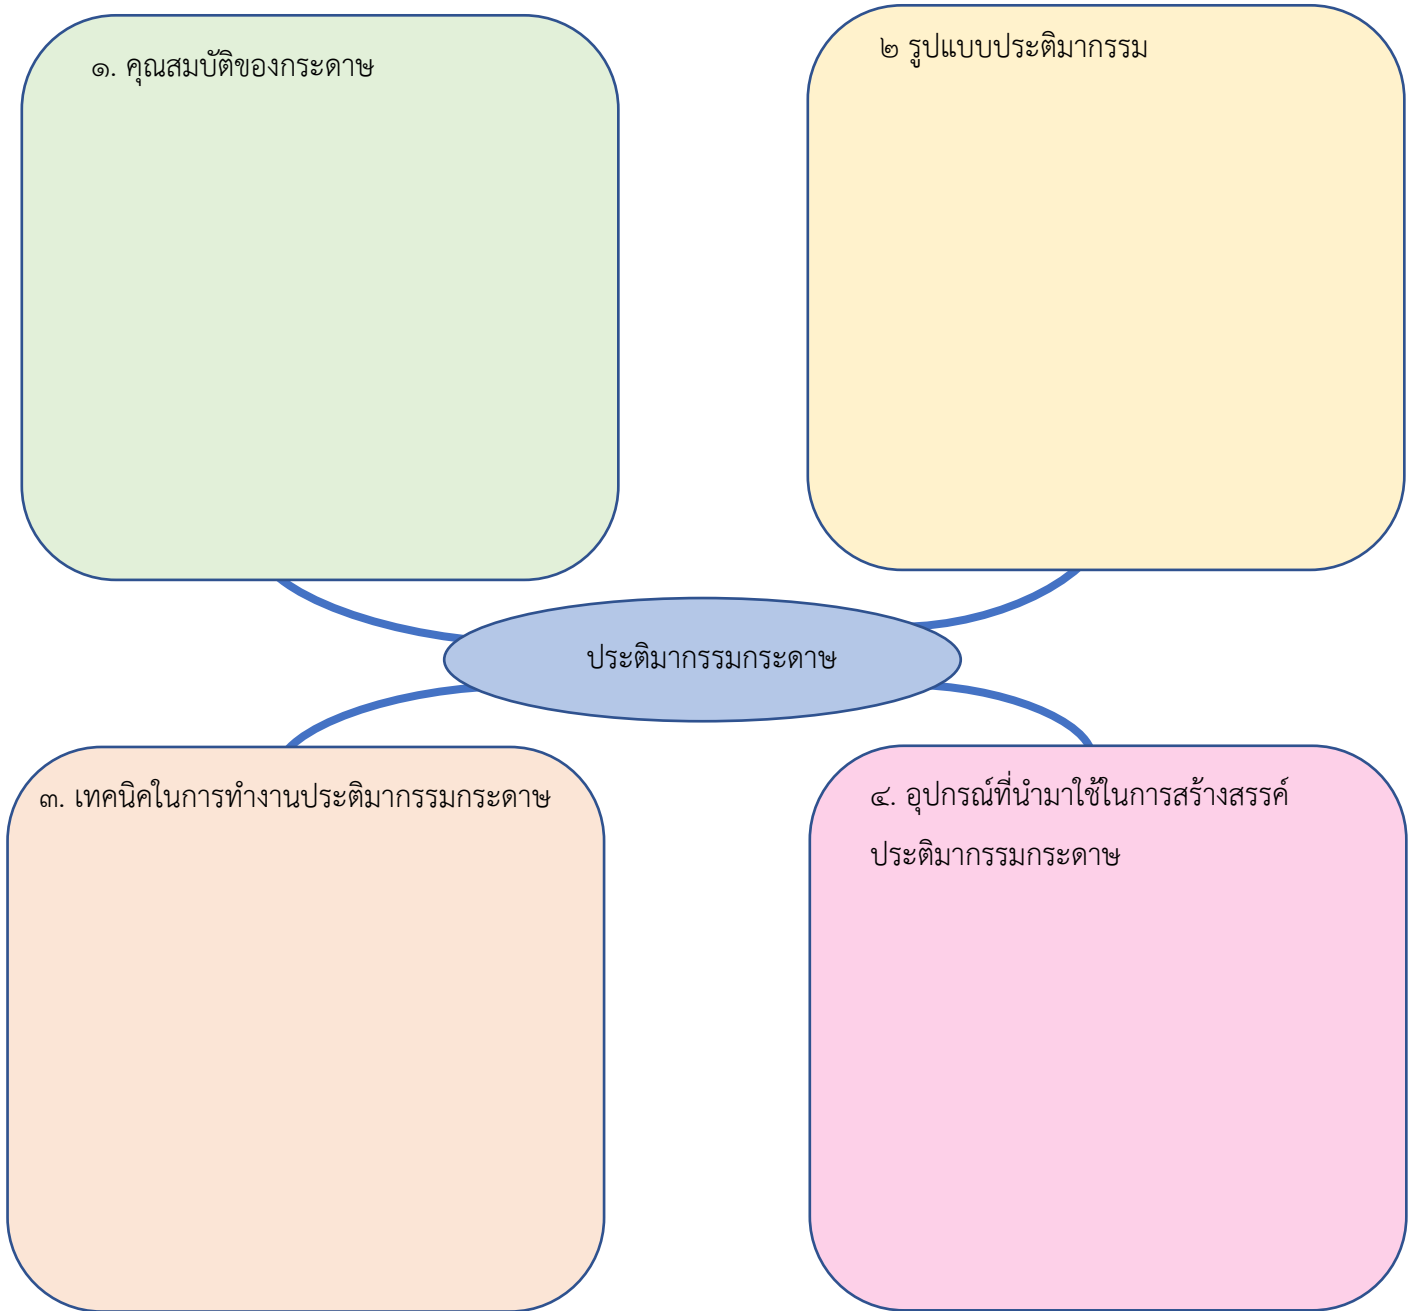 ๑. คุณสมบัติของกระดาษ
๒ รูปแบบประติมากรรม
ประติมากรรมกระดาษ
๓. เทคนิคในการทำงานประติมากรรมกระดาษ
๔. อุปกรณ์ที่นำมาใช้ในการสร้างสรรค์
ประติมากรรมกระดาษ